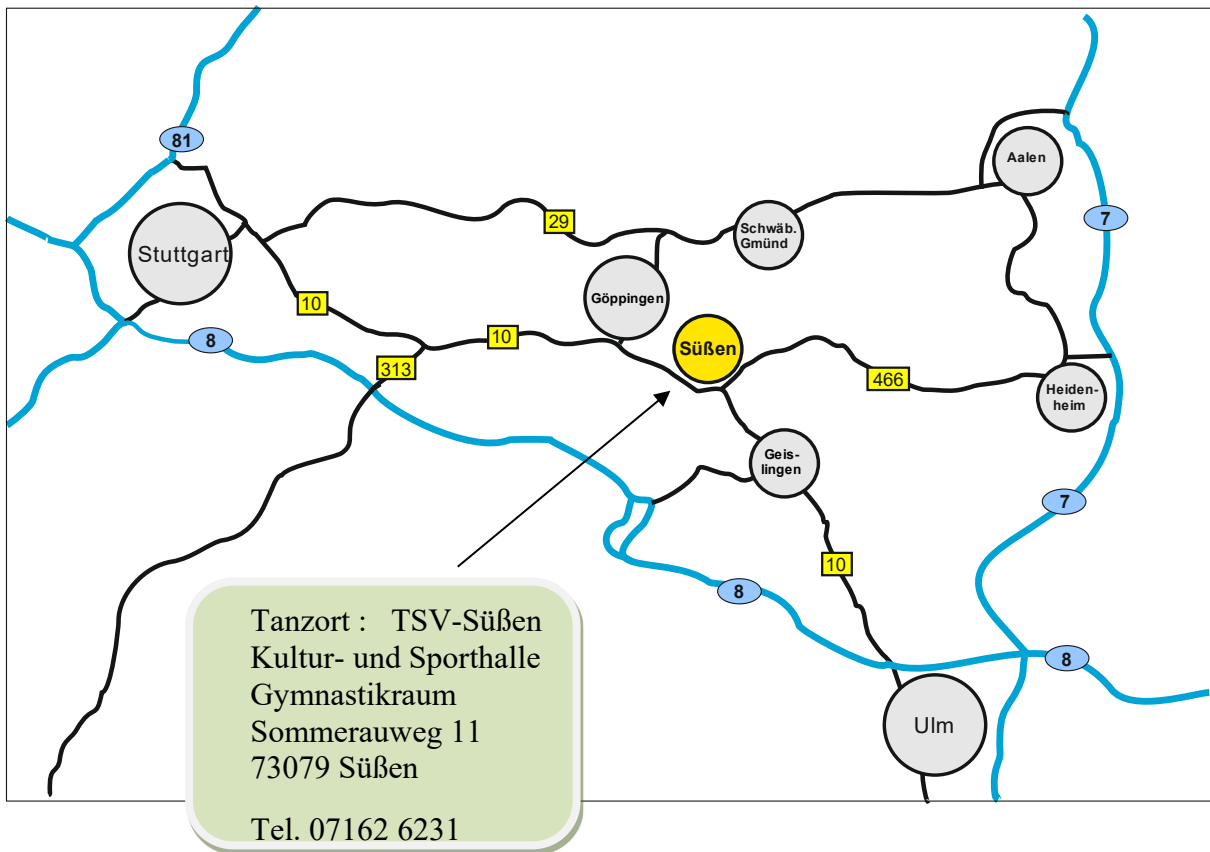 81
Aalen
29
Schwäb.
Gmünd
7
Stuttgart
Göppingen
10
10
Süßen
8
313
466
Heiden-
heim
Geis-
lingen
7
10
8
8
Ulm
Tanzort : TSV-Süßen
Kultur- und Sporthalle
Gymnastikraum
Sommerauweg 11
73079 Süßen
Tel. 07162 6231